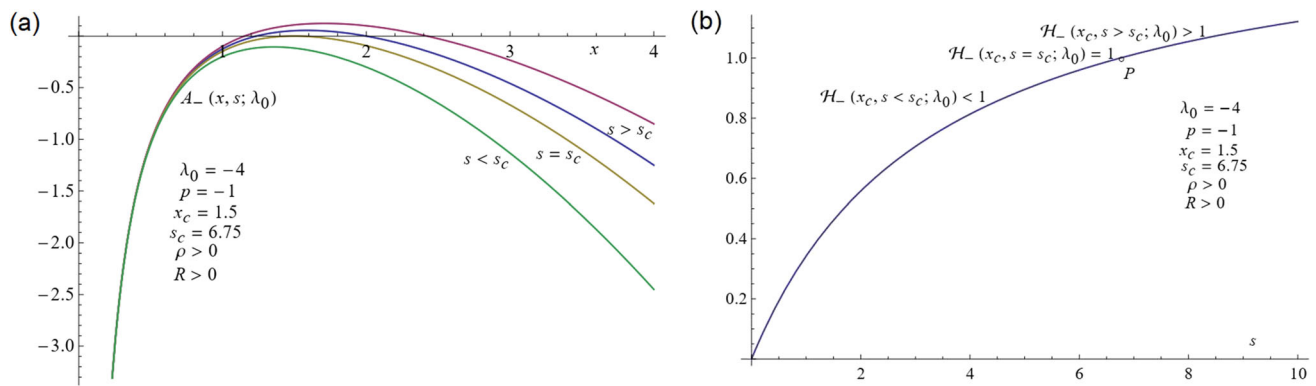 (a)
1
2
3
x
4
−0.5
−1.0
−1.5
−2.0
−2.5
−3.0
A₋ (x, s; λ₀)
s > s_c
s = s_c
s < s_c
λ₀ = −4
p = −1
x_c = 1.5
s_c = 6.75
ρ > 0
R > 0
(b)
1.0
0.8
0.6
0.4
0.2
ℋ₋ (x_c, s > s_c; λ₀) > 1
ℋ₋ (x_c, s = s_c; λ₀) = 1
P
ℋ₋ (x_c, s < s_c; λ₀) < 1
λ₀ = −4
p = −1
x_c = 1.5
s_c = 6.75
ρ > 0
R > 0
s
2
4
6
8
10